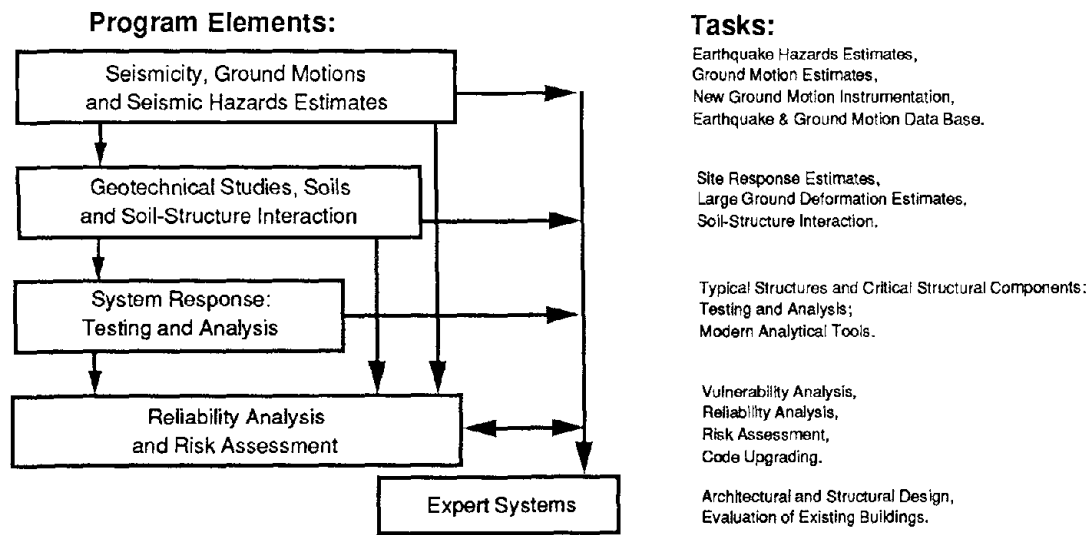 Program Elements:
Seismicity, Ground Motions
and Seismic Hazards Estimates
Geotechnical Studies, Soils
and Soil-Structure Interaction
System Response:
Testing and Analysis
Reliability Analysis
and Risk Assessment
Expert Systems
Tasks:
Earthquake Hazards Estimates,
Ground Motion Estimates,
New Ground Motion Instrumentation,
Earthquake & Ground Motion Data Base.
Site Response Estimates,
Large Ground Deformation Estimates,
Soil-Structure Interaction.
Typical Structures and Critical Structural Components:
Testing and Analysis;
Modern Analytical Tools.
Vulnerability Analysis,
Reliability Analysis,
Risk Assessment,
Code Upgrading.
Architectural and Structural Design,
Evaluation of Existing Buildings.